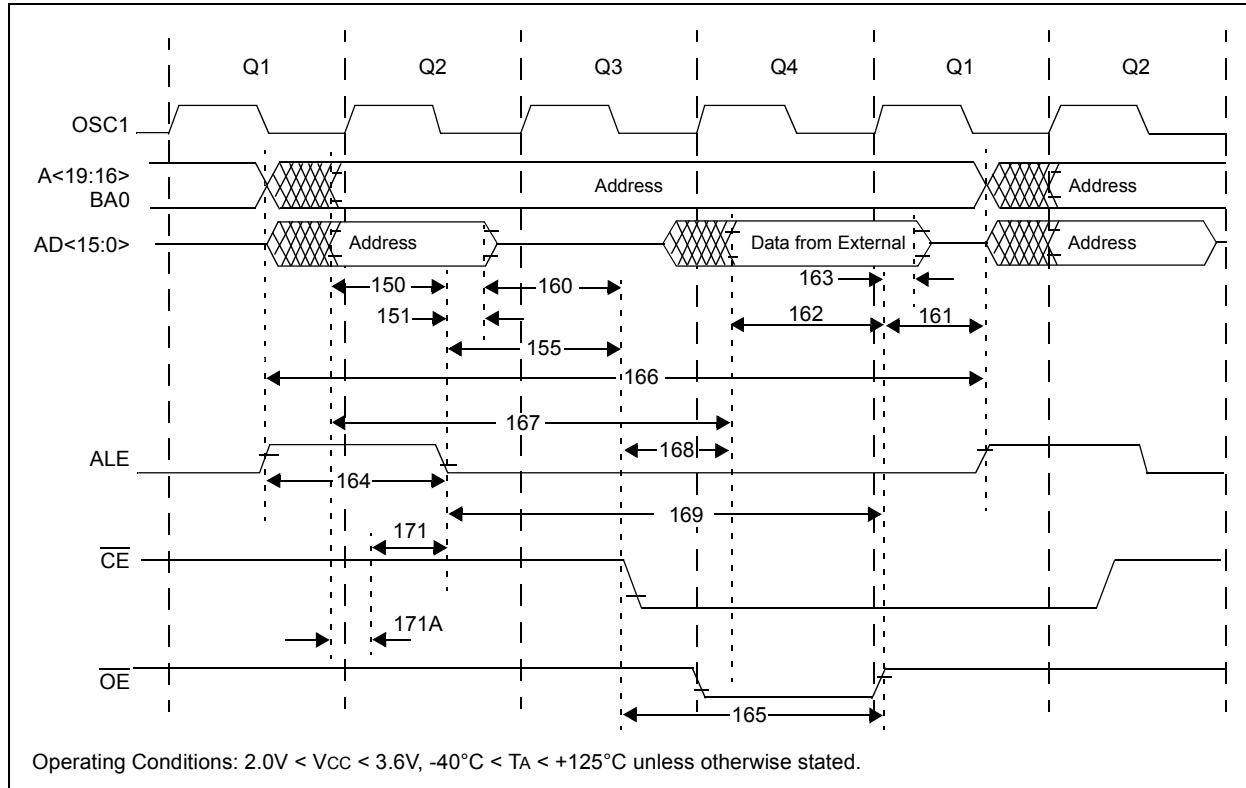 Q1 Q2 Q3 Q4 Q1 Q2
OSC1
A<19:16>
BA0
Address Address
AD<15:0>
Address Data from External Address
150 160 163
151 162 161
155
166
167
ALE
168
164
169
171
CE
171A
OE
165
Operating Conditions: 2.0V < VCC < 3.6V, -40°C < TA < +125°C unless otherwise stated.